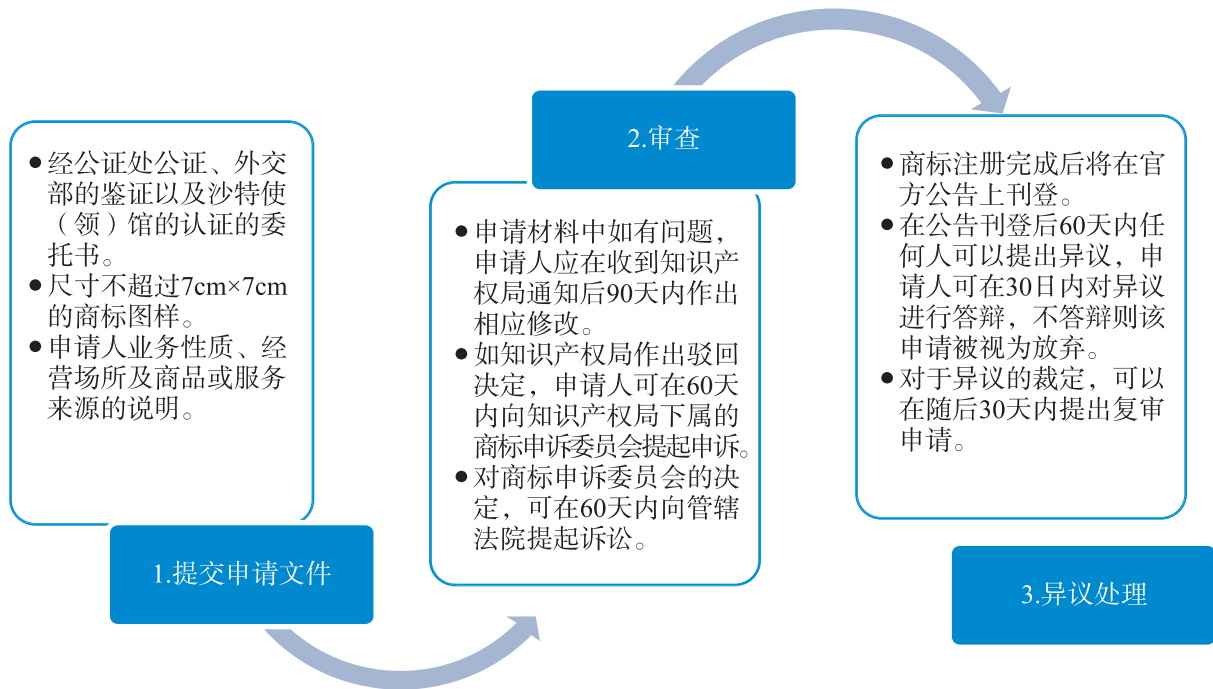 ●经公证处公证、外交
部的鉴证以及沙特使
（领）馆的认证的委
托书。
●尺寸不超过7cm×7cm
的商标图样。
●申请人业务性质、经
营场所及商品或服务
来源的说明。
1.提交申请文件
2.审查
●申请材料中如有问题，
申请人应在收到知识产
权局通知后90天内作出
相应修改。
●如知识产权局作出驳回
决定，申请人可在60天
内向知识产权局下属的
商标申诉委员会提起申诉。
●对商标申诉委员会的决
定，可在60天内向管辖
法院提起诉讼。
●商标注册完成后将在官
方公告上刊登。
●在公告刊登后60天内任
何人可以提出异议，申
请人可在30日内对异议
进行答辩，不答辩则该
申请被视为放弃。
●对于异议的裁定，可以
在随后30天内提出复审
申请。
3.异议处理